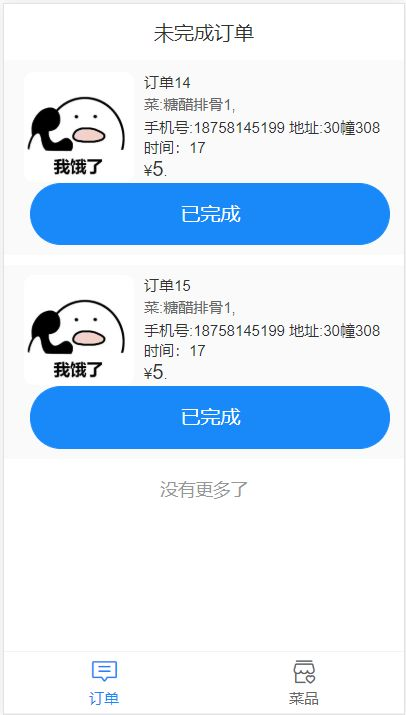 未完成订单
订单14
菜:糖醋排骨1,
手机号:18758145199 地址:30幢308
时间：17
¥5.
我饿了
已完成
订单15
菜:糖醋排骨1,
手机号:18758145199 地址:30幢308
时间：17
¥5.
我饿了
已完成
没有更多了
订单
菜品